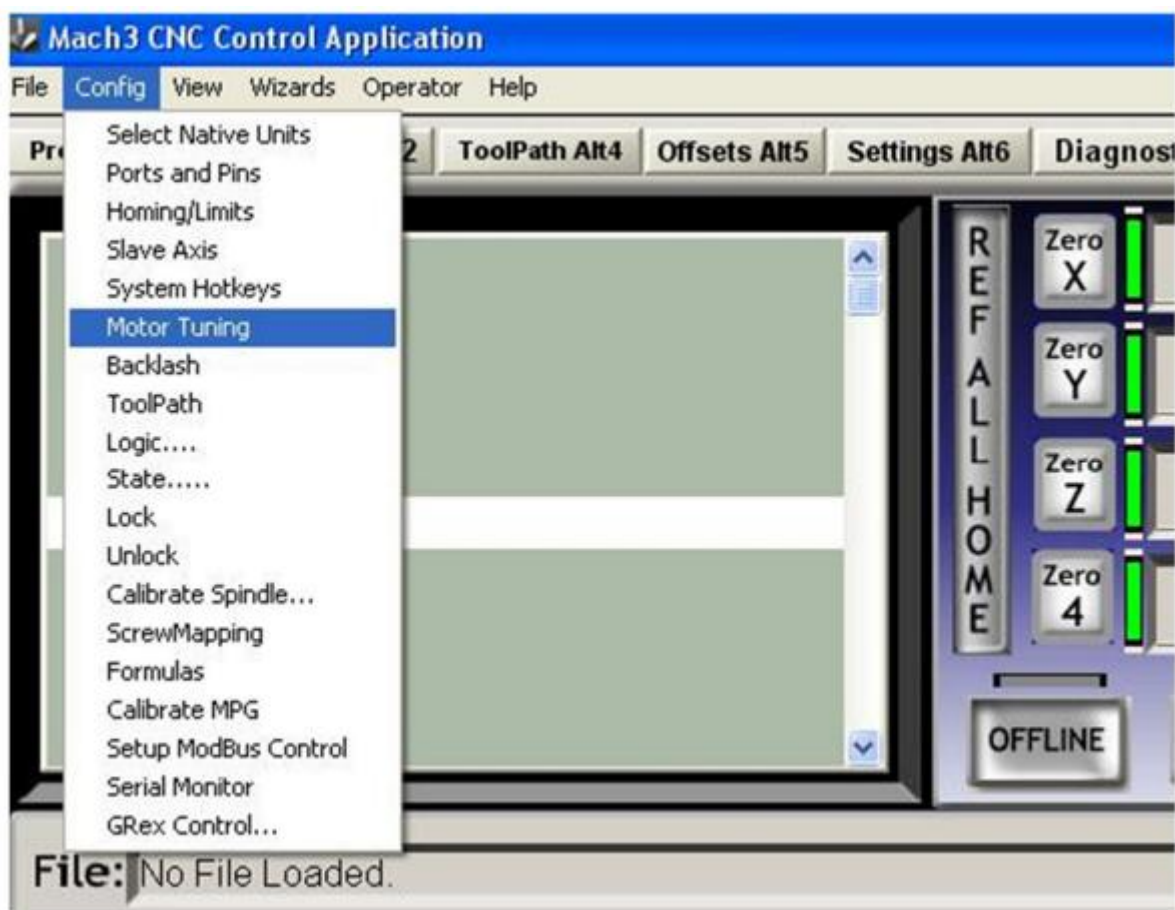 Mach3 CNC Control Application
File Config View Wizards Operator Help
Select Native Units
Ports and Pins
Homing/Limits
Slave Axis
System Hotkeys
Motor Tuning
Backlash
ToolPath
Logic....
State.....
Lock
Unlock
Calibrate Spindle...
ScrewMapping
Formulas
Calibrate MPG
Setup ModBus Control
Serial Monitor
GRex Control...
2 ToolPath Alt4 Offsets Alt5 Settings Alt6
REF ALL HOME
Zero X
Zero Y
Zero Z
Zero 4
OFFLINE
File: No File Loaded.